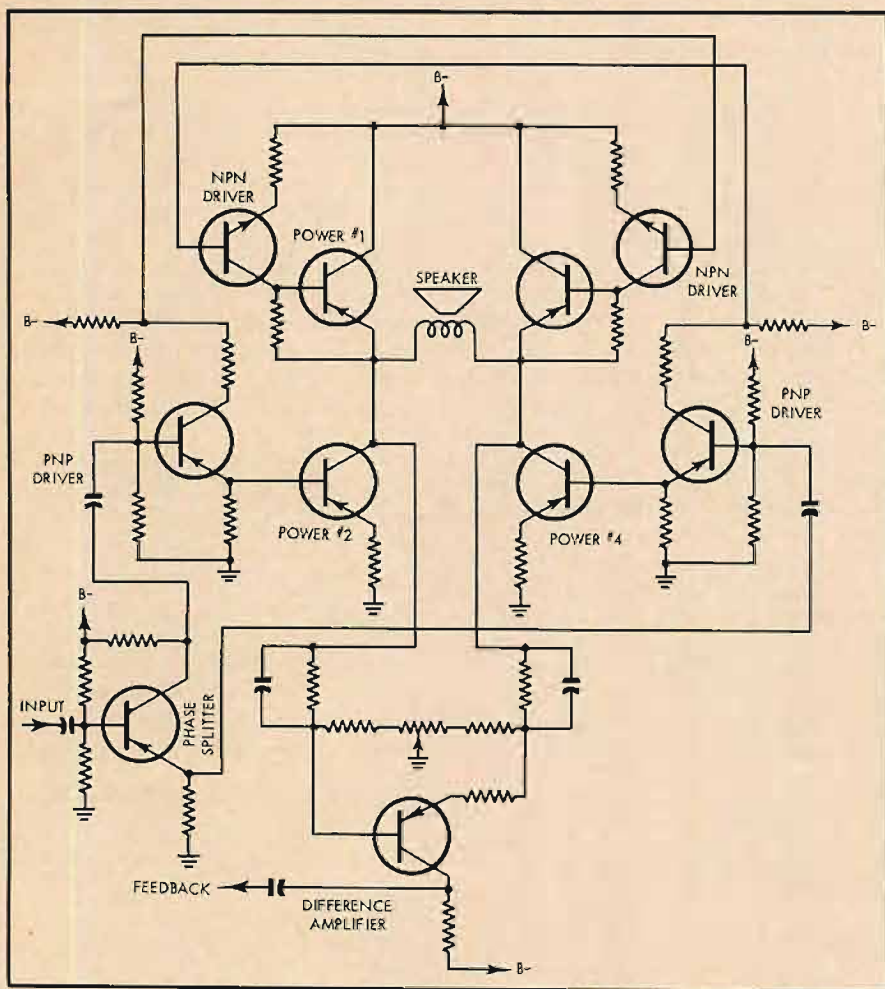 B-
NPN
DRIVER
POWER #1
SPEAKER
NPN
DRIVER
B-
B-
B-
B-
PNP
DRIVER
PNP
DRIVER
POWER #2
POWER #4
B-
INPUT
PHASE
SPLITTER
FEEDBACK
DIFFERENCE
AMPLIFIER
B-